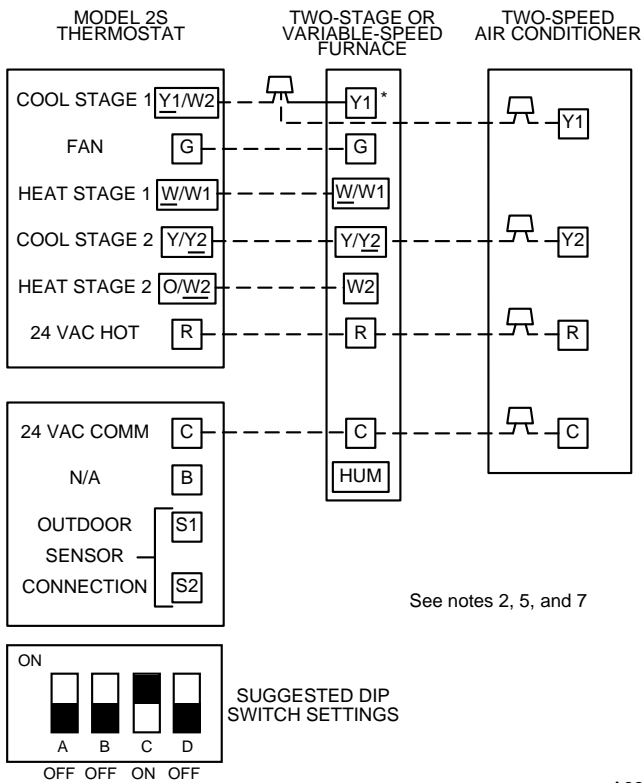 MODEL 2S
THERMOSTAT
TWO-STAGE OR
VARIABLE-SPEED
FURNACE
TWO-SPEED
AIR CONDITIONER
COOL STAGE 1 Y1/W2 Y1 * Y1
FAN G G
HEAT STAGE 1 W/W1 W/W1
COOL STAGE 2 Y/Y2 Y/Y2 Y2
HEAT STAGE 2 O/W2 W2
24 VAC HOT R R R
24 VAC COMM C C C
N/A B HUM
OUTDOOR S1
SENSOR
CONNECTION S2
See notes 2, 5, and 7
ON
A B C D
OFF OFF ON OFF
SUGGESTED DIP
SWITCH SETTINGS